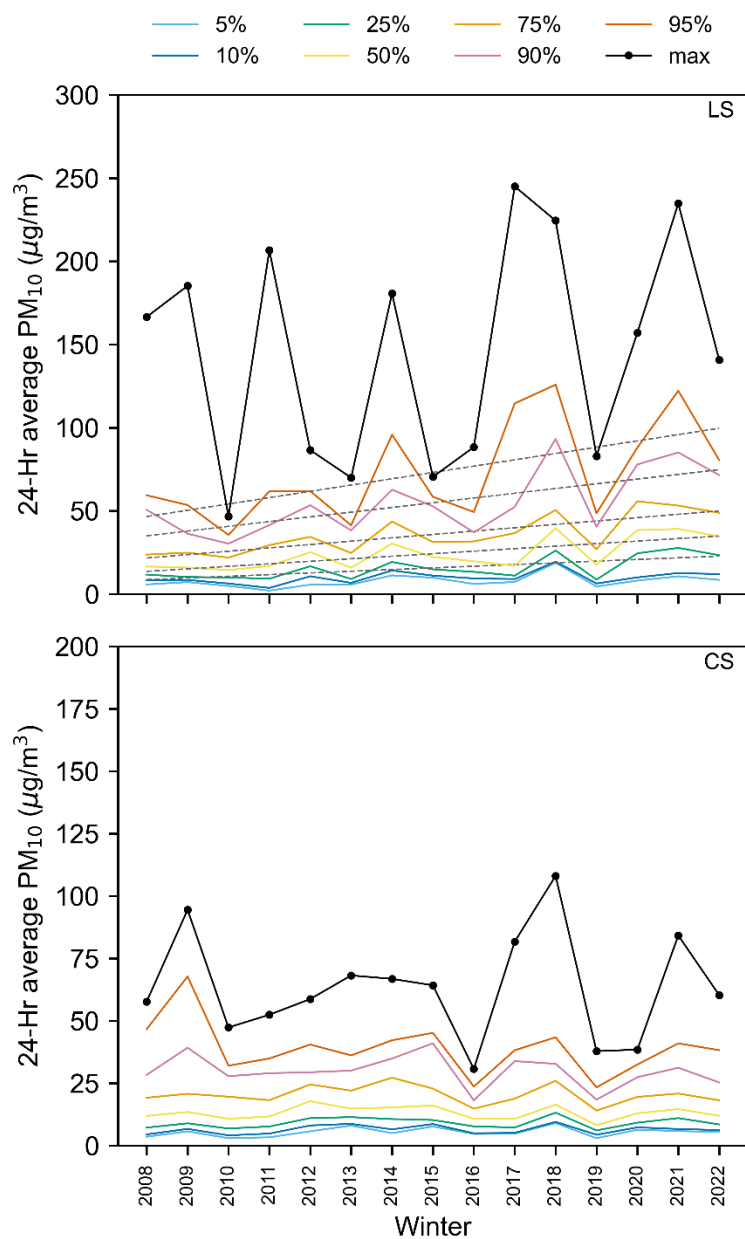 5% 25% 75% 95%
10% 50% 90% max
LS
24-Hr average PM₁₀ (μg/m³)
300
250
200
150
100
50
0
CS
24-Hr average PM₁₀ (μg/m³)
200
175
150
125
100
75
50
25
0
2008 2009 2010 2011 2012 2013 2014 2015 2016 2017 2018 2019 2020 2021 2022
Winter